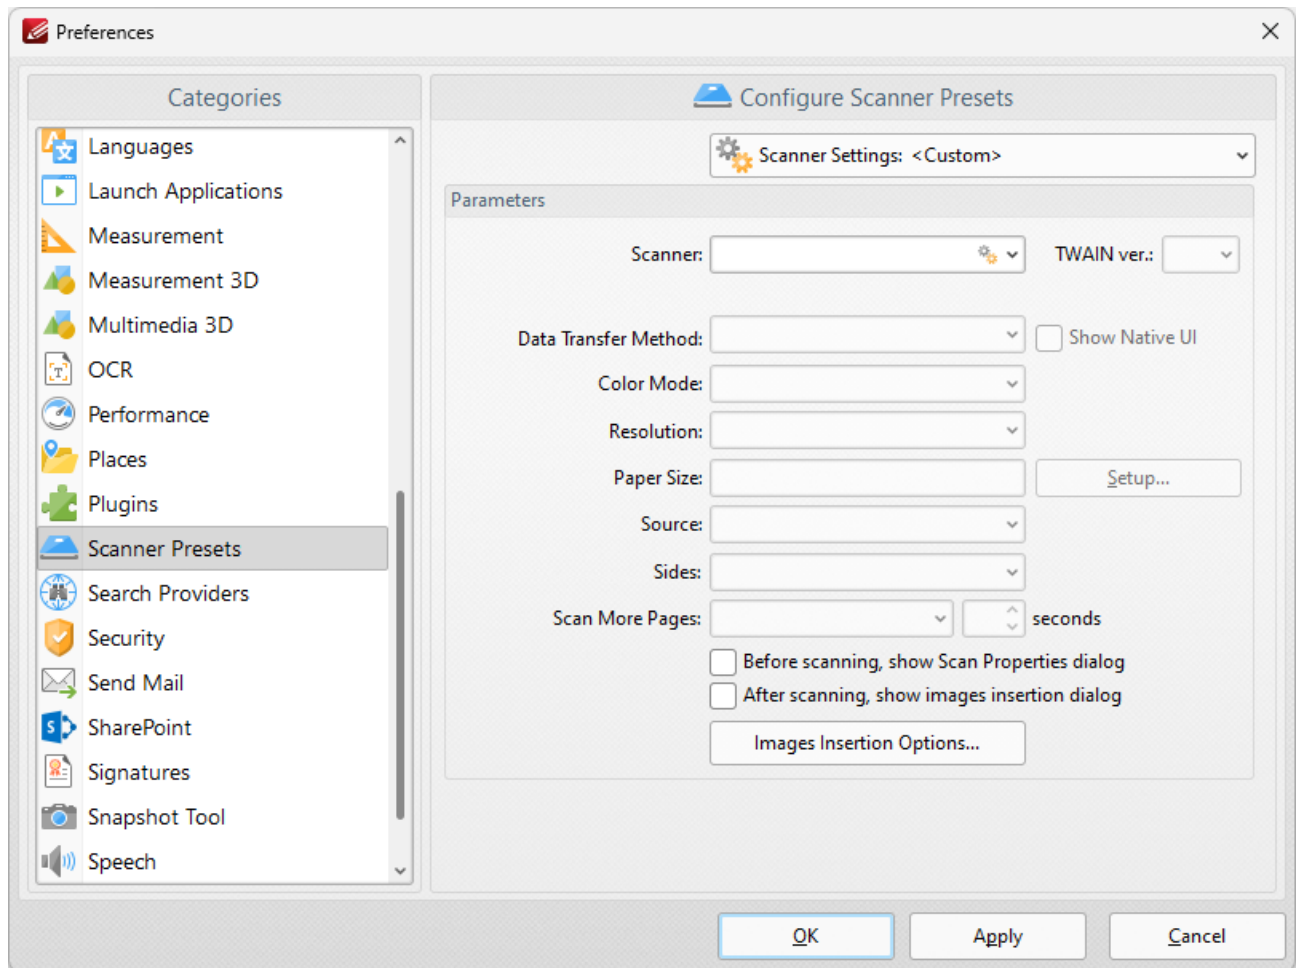 Preferences
Categories
Languages
Launch Applications
Measurement
Measurement 3D
Multimedia 3D
OCR
Performance
Places
Plugins
Scanner Presets
Search Providers
Security
Send Mail
SharePoint
Signatures
Snapshot Tool
Speech
Configure Scanner Presets
Scanner Settings: <Custom>
Parameters
Scanner: TWAIN ver.:
Data Transfer Method: Show Native UI
Color Mode:
Resolution:
Paper Size: Setup...
Source:
Sides:
Scan More Pages: seconds
Before scanning, show Scan Properties dialog
After scanning, show images insertion dialog
Images Insertion Options...
OK Apply Cancel